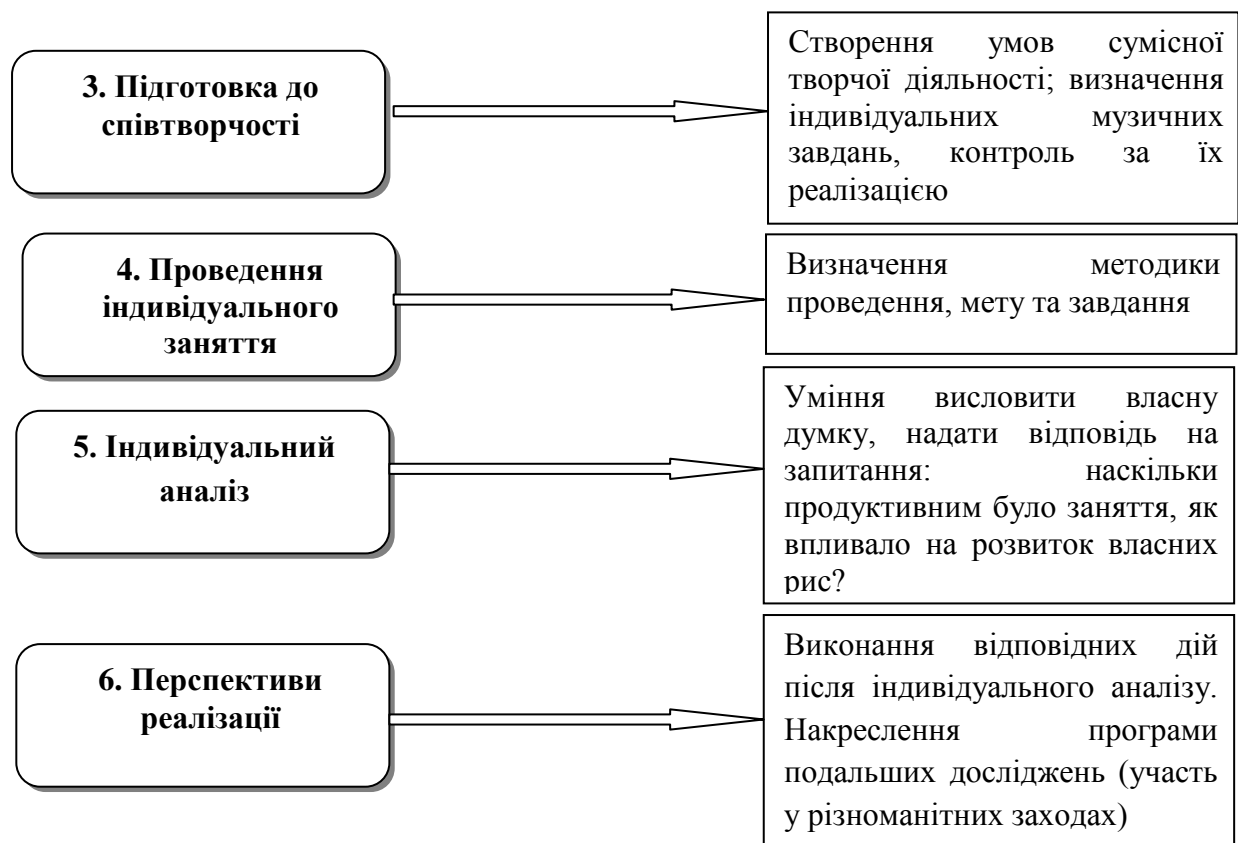 3. Підготовка до
співтворчості
Створення умов сумісної
творчої діяльності; визначення
індивідуальних музичних
завдань, контроль за їх
реалізацією
4. Проведення
індивідуального
заняття
Визначення методики
проведення, мету та завдання
5. Індивідуальний
аналіз
Уміння висловити власну
думку, надати відповідь на
запитання: наскільки
продуктивним було заняття, як
впливало на розвиток власних
рис?
6. Перспективи
реалізації
Виконання відповідних дій
після індивідуального аналізу.
Накреслення програми
подальших досліджень (участь
у різноманітних заходах)